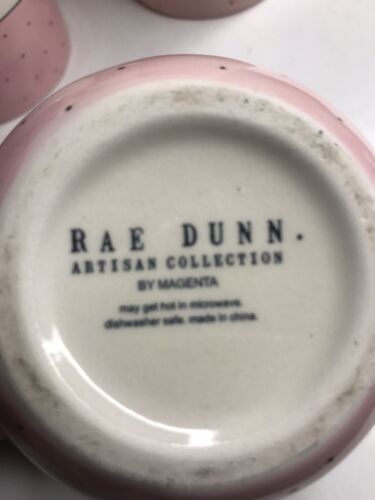 RAE DUNN.
ARTISAN COLLECTION
BY MAGENTA
may get hot in microwave.
dishwasher safe. made in china.